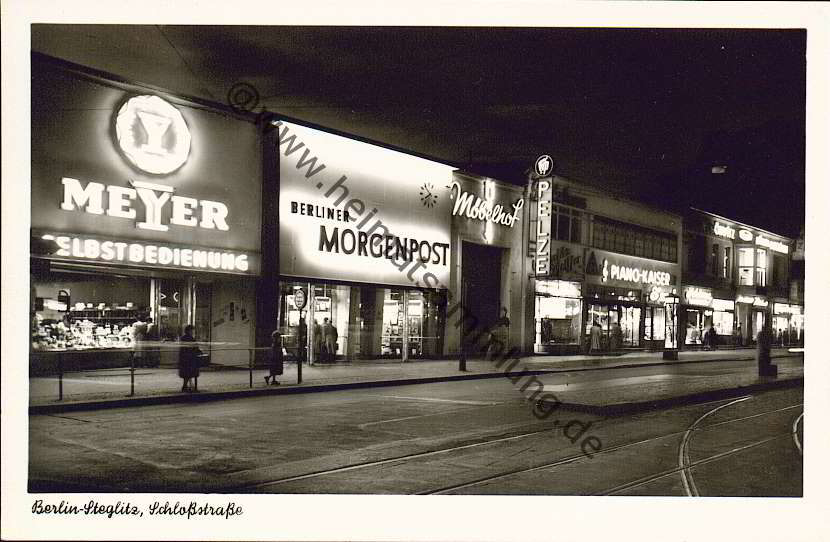 MEYER
SELBSTBEDIENUNG
BERLINER
MORGENPOST
Möbelhof
PELZE
PIANO-KAISER
@www.heimatsammlung.de
Berlin-Steglitz, Schloßstraße